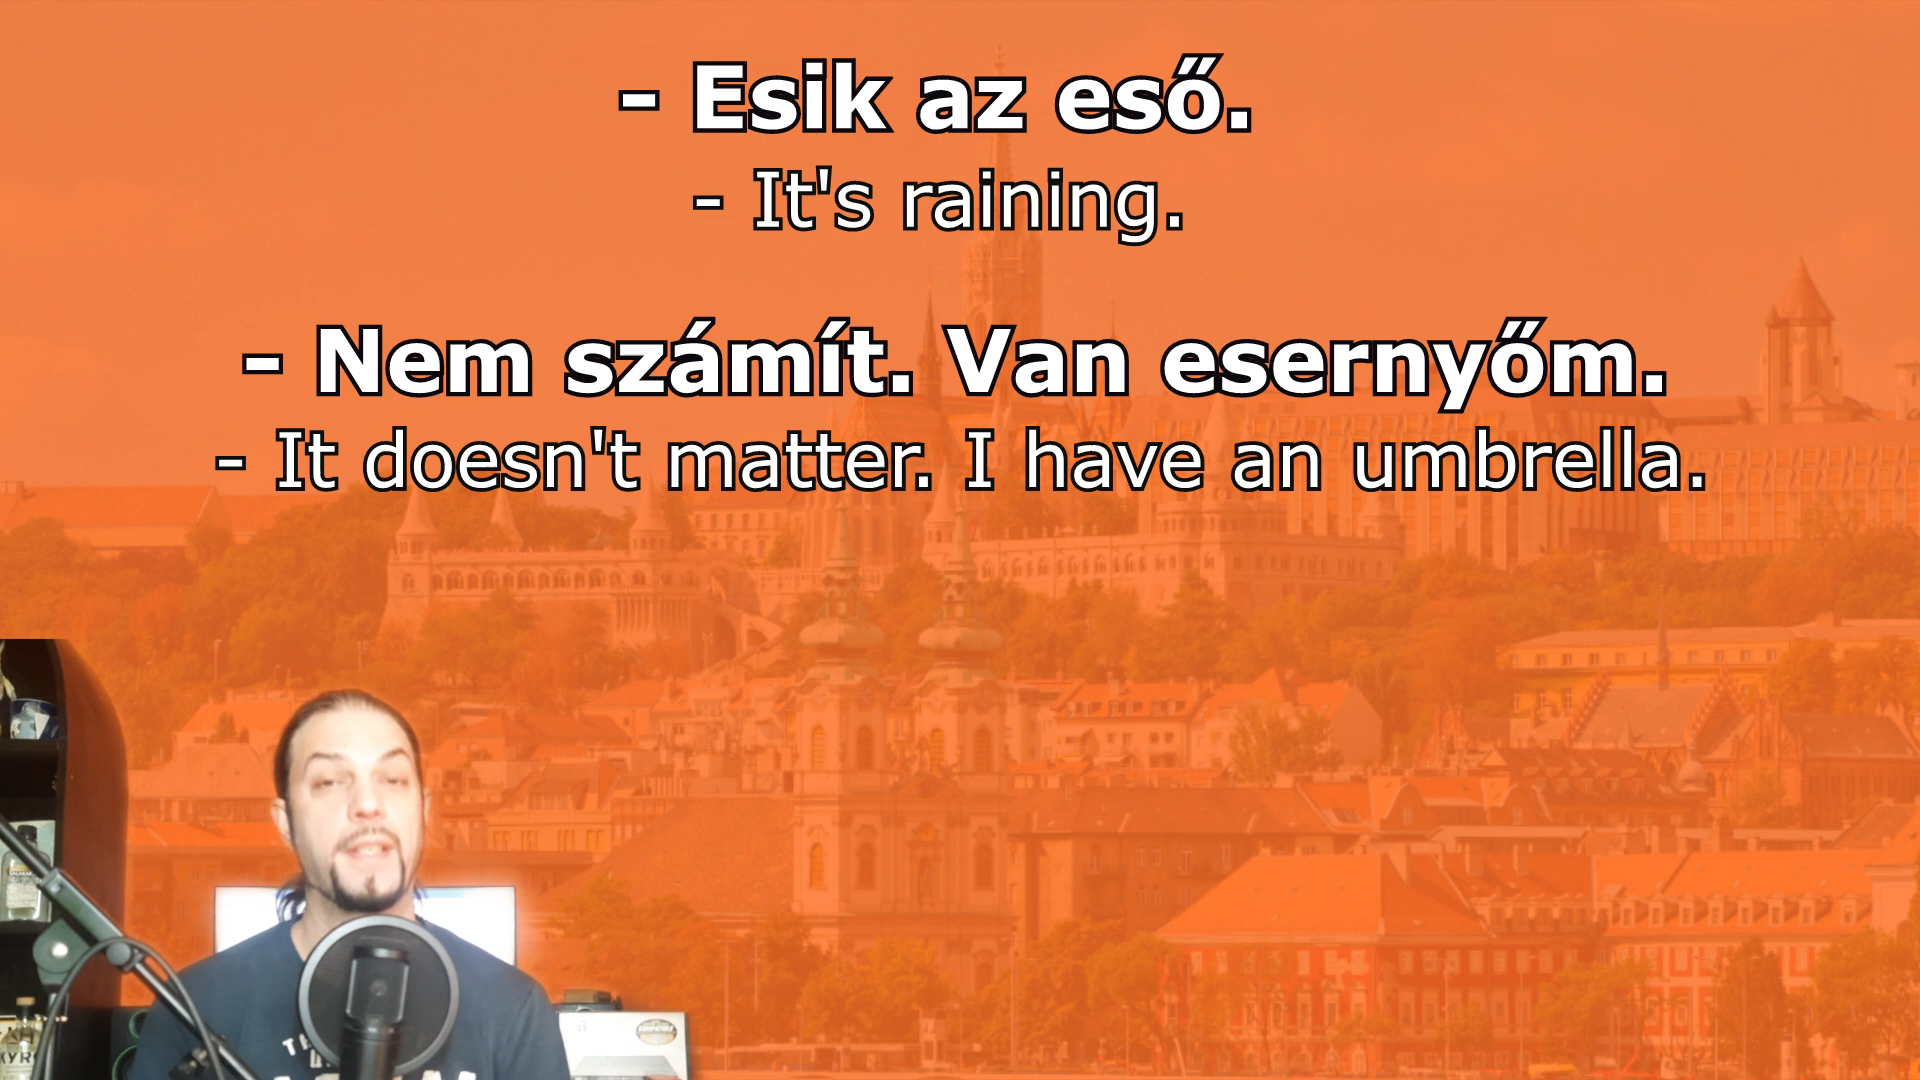 - Esik az eső.
- It's raining.
- Nem számít. Van esernyőm.
- It doesn't matter. I have an umbrella.